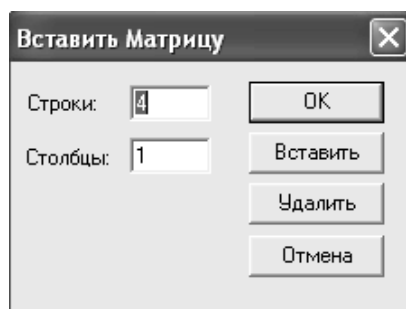 Вставить Матрицу
Строки: 4
OK
Столбцы: 1
Вставить
Удалить
Отмена